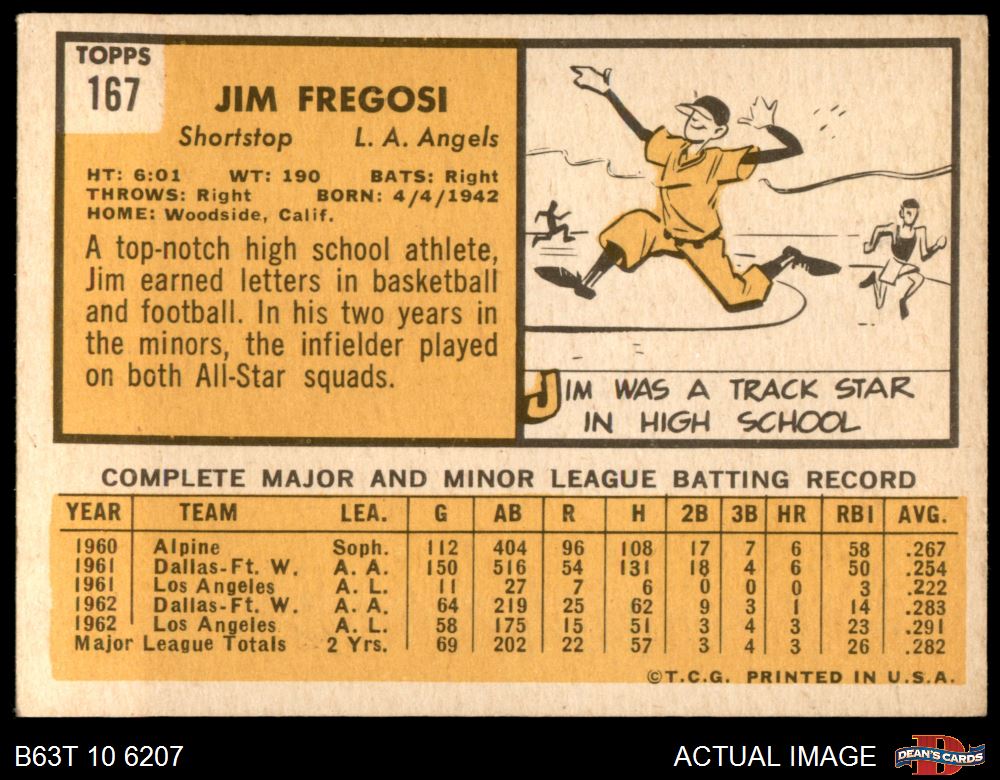 TOPPS
167
JIM FREGOSI
Shortstop L. A. Angels
HT: 6:01 WT: 190 BATS: Right
THROWS: Right BORN: 4/4/1942
HOME: Woodside, Calif.
A top-notch high school athlete,
Jim earned letters in basketball
and football. In his two years in
the minors, the infielder played
on both All-Star squads.
JIM WAS A TRACK STAR
IN HIGH SCHOOL
COMPLETE MAJOR AND MINOR LEAGUE BATTING RECORD
YEAR TEAM LEA. G AB R H 2B 3B HR RBI AVG.
1960 Alpine Soph. 112 404 96 108 17 7 6 58 .267
1961 Dallas-Ft. W. A. A. 150 516 54 131 18 4 6 50 .254
1961 Los Angeles A. L. 11 27 7 6 0 0 0 3 .222
1962 Dallas-Ft. W. A. A. 64 219 25 62 9 3 1 14 .283
1962 Los Angeles A. L. 58 175 15 51 3 4 3 23 .291
Major League Totals 2 Yrs. 69 202 22 57 3 4 3 26 .282
©T.C.G. PRINTED IN U.S.A.
B63T 10 6207 ACTUAL IMAGE DEAN'S CARDS